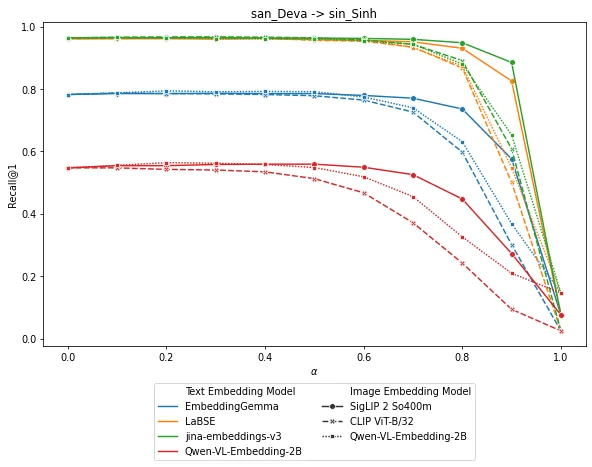 san_Deva -> sin_Sinh
1.0
0.8
0.6
0.4
0.2
0.0
Recall@1
0.0 0.2 0.4 0.6 0.8 1.0
α
Text Embedding Model Image Embedding Model
EmbeddingGemma SigLIP 2 So400m
LaBSE CLIP ViT-B/32
jina-embeddings-v3 Qwen-VL-Embedding-2B
Qwen-VL-Embedding-2B